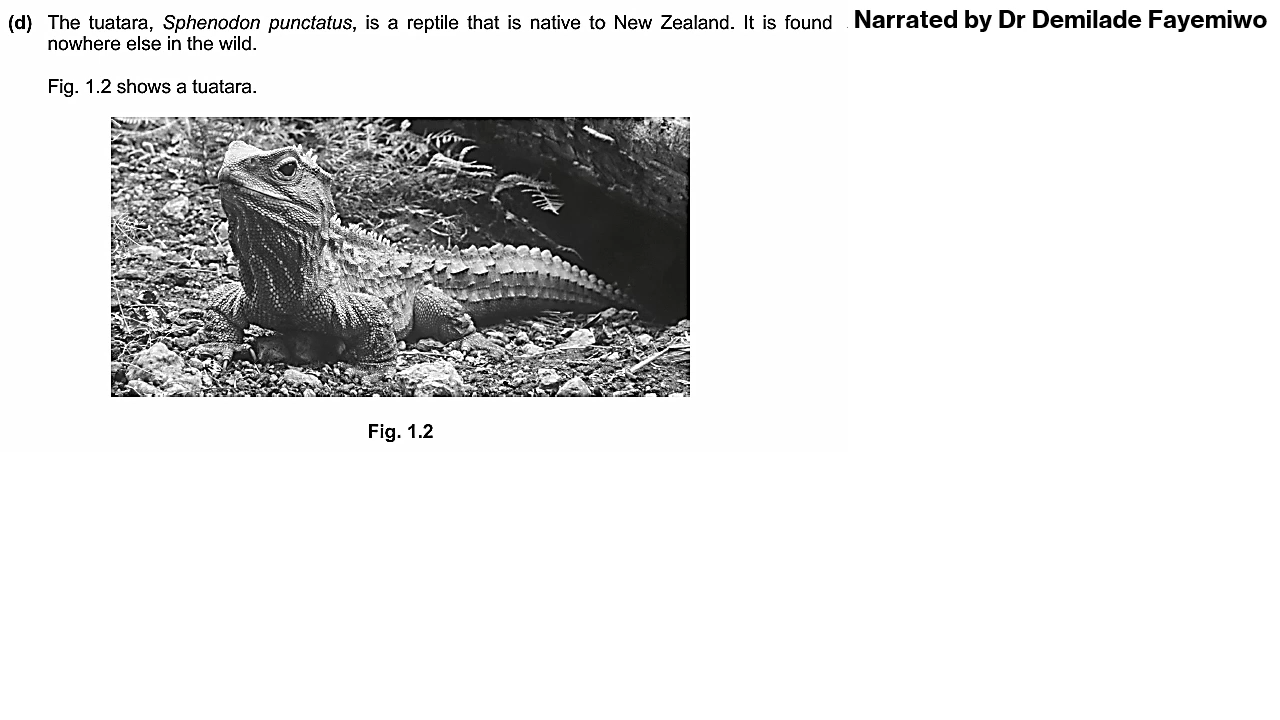 (d) The tuatara, Sphenodon punctatus, is a reptile that is native to New Zealand. It is found
nowhere else in the wild.
Narrated by Dr Demilade Fayemiwo
Fig. 1.2 shows a tuatara.
Fig. 1.2